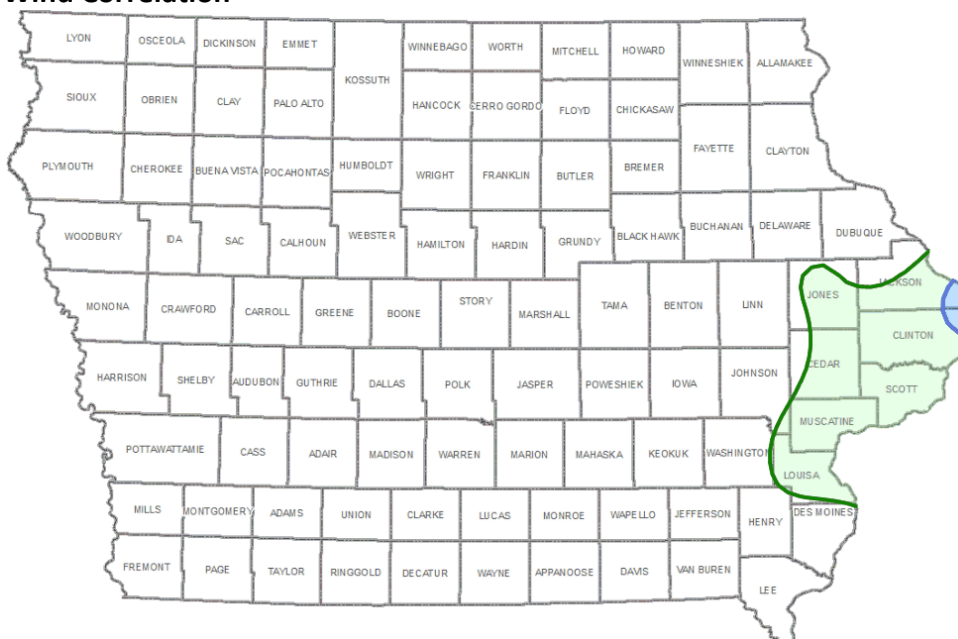 Wind Correlation
LYON OSCEOLA DICKINSON EMMET WINNEBAGO WORTH MITCHELL HOWARD
WINNESHIEK ALLAMAKEE
KOSSUTH
SIOUX OBRIEN CLAY PALO ALTO HANCOCK CERRO GORDO FLOYD CHICKASAW
PLYMOUTH CHEROKEE BUENA VISTA POCAHONTAS HUMBOLDT WRIGHT FRANKLIN BUTLER BREMER FAYETTE CLAYTON
WOODBURY IDA SAC CALHOUN WEBSTER HAMILTON HARDIN GRUNDY BLACK HAWK BUCHANAN DELAWARE DUBUQUE
MONONA CRAWFORD CARROLL GREENE BOONE STORY MARSHALL TAMA BENTON LINN JONES JACKSON
CLINTON
HARRISON SHELBY AUDUBON GUTHRIE DALLAS POLK JASPER POWESHIEK IOWA JOHNSON CEDAR SCOTT
MUSCATINE
POTTAWATTAMIE CASS ADAIR MADISON WARREN MARION MAHASKA KEOKUK WASHINGTON LOUISA
MILLS MONTGOMERY ADAMS UNION CLARKE LUCAS MONROE WAPELLO JEFFERSON HENRY DES MOINES
FREMONT PAGE TAYLOR RINGGOLD DECATUR WAYNE APPANOOSE DAVIS VAN BUREN LEE